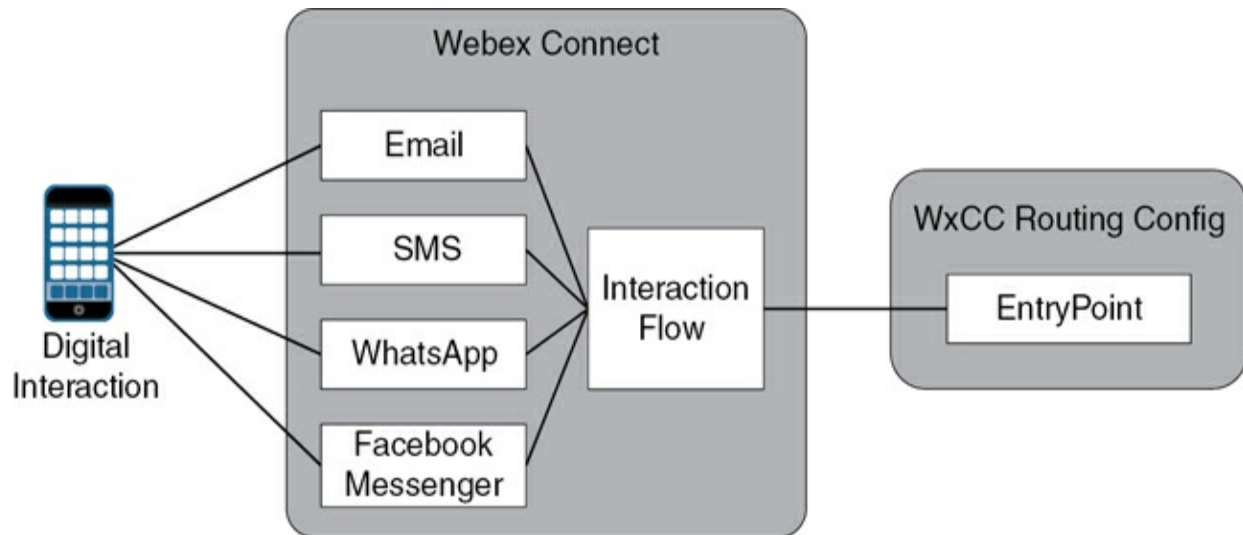 Webex Connect
Email
SMS
WhatsApp
Facebook
Messenger
Digital
Interaction
Interaction
Flow
WxCC Routing Config
EntryPoint